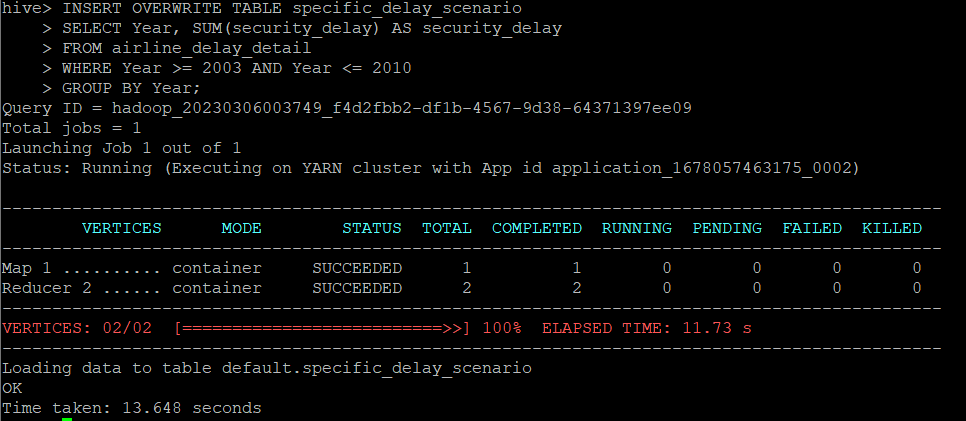 hive> INSERT OVERWRITE TABLE specific_delay_scenario
    > SELECT Year, SUM(security_delay) AS security_delay
    > FROM airline_delay_detail
    > WHERE Year >= 2003 AND Year <= 2010
    > GROUP BY Year;
Query ID = hadoop_20230306003749_f4d2fbb2-df1b-4567-9d38-64371397ee09
Total jobs = 1
Launching Job 1 out of 1
Status: Running (Executing on YARN cluster with App id application_1678057463175_0002)

----------------------------------------------------------------------------------------------
        VERTICES      MODE        STATUS  TOTAL  COMPLETED  RUNNING  PENDING  FAILED  KILLED
----------------------------------------------------------------------------------------------
Map 1 .......... container     SUCCEEDED      1          1        0        0       0       0
Reducer 2 ...... container     SUCCEEDED      2          2        0        0       0       0
----------------------------------------------------------------------------------------------
VERTICES: 02/02  [==========================>>] 100%  ELAPSED TIME: 11.73 s
----------------------------------------------------------------------------------------------
Loading data to table default.specific_delay_scenario
OK
Time taken: 13.648 seconds